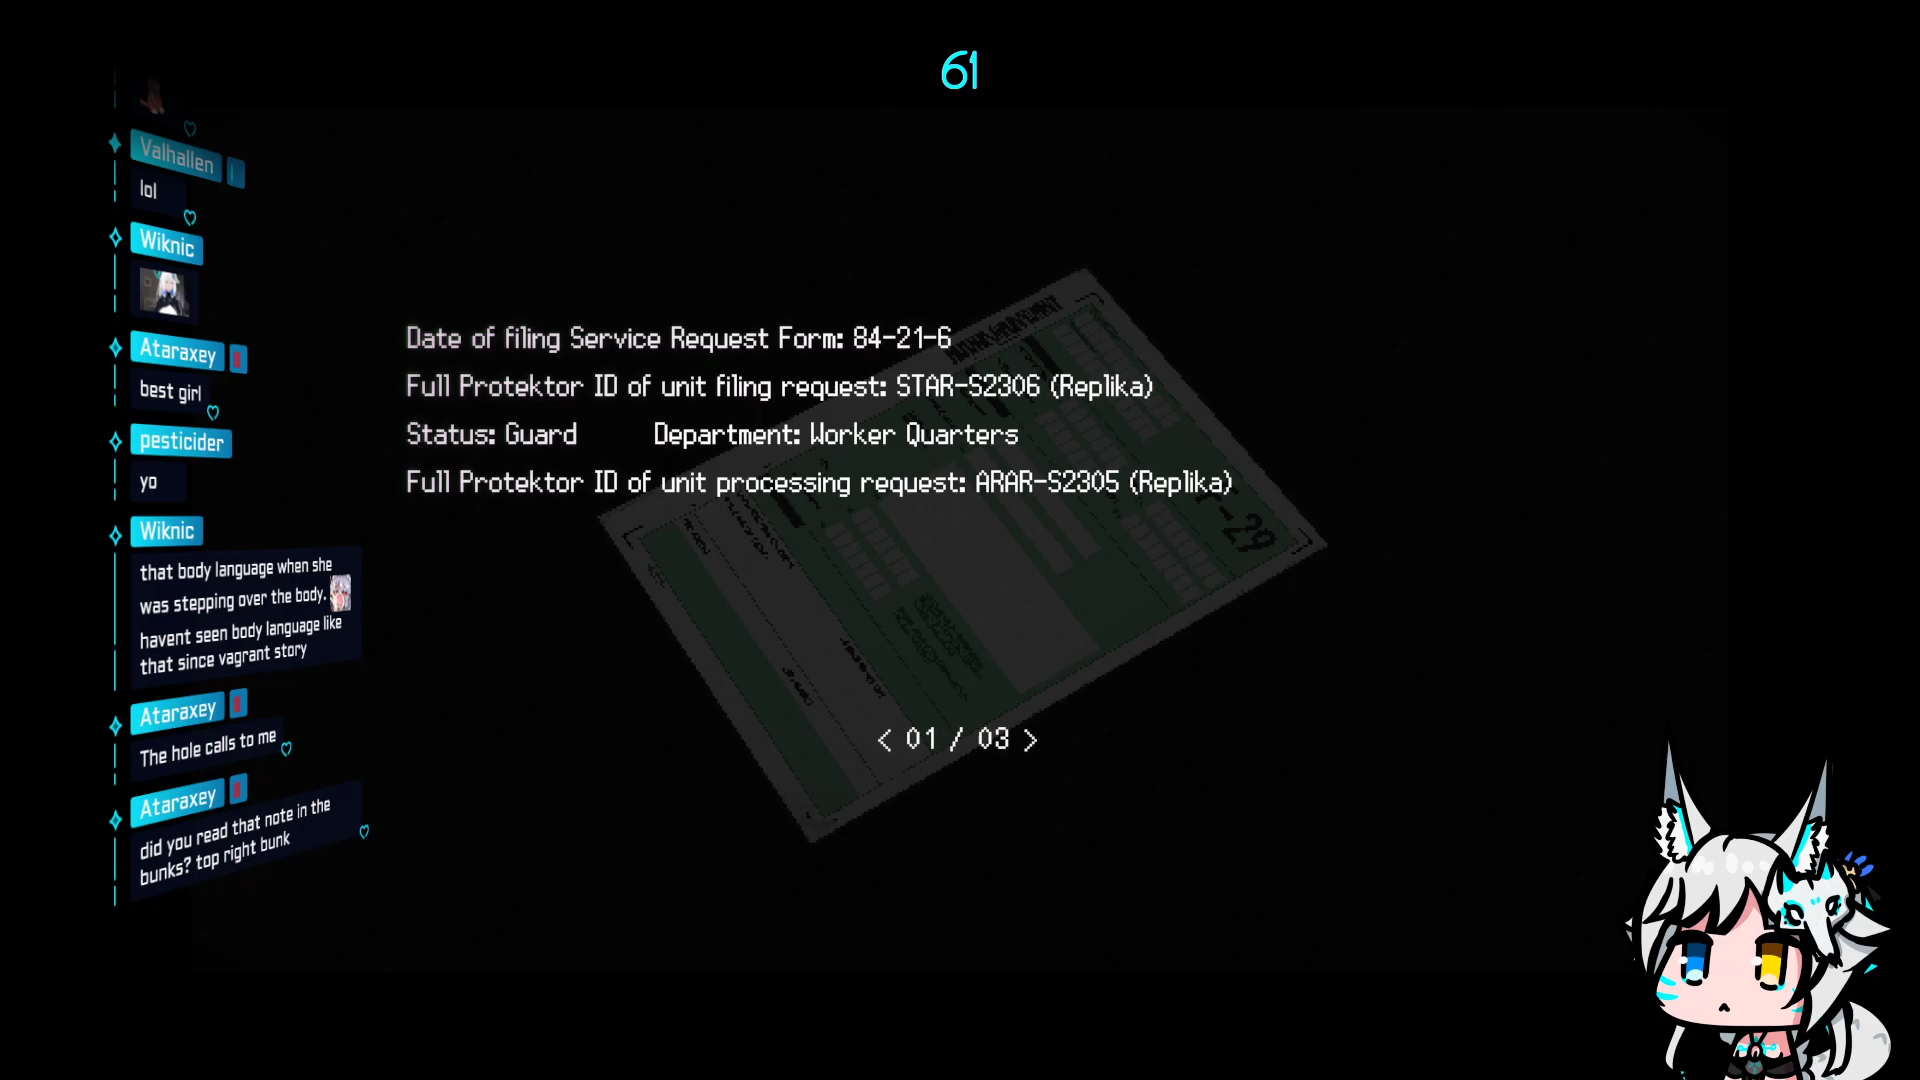 61
Valhallen
lol
Wiknic
Ataraxey
best girl
pesticider
yo
Wiknic
that body language when she
was stepping over the body.
havent seen body language like
that since vagrant story
Ataraxey
The hole calls to me
Ataraxey
did you read that note in the
bunks? top right bunk
Date of filing Service Request Form: 84-21-6
Full Protektor ID of unit filing request: STAR-S2306 (Replika)
Status: Guard Department: Worker Quarters
Full Protektor ID of unit processing request: ARAR-S2305 (Replika)
< 01 / 03 >